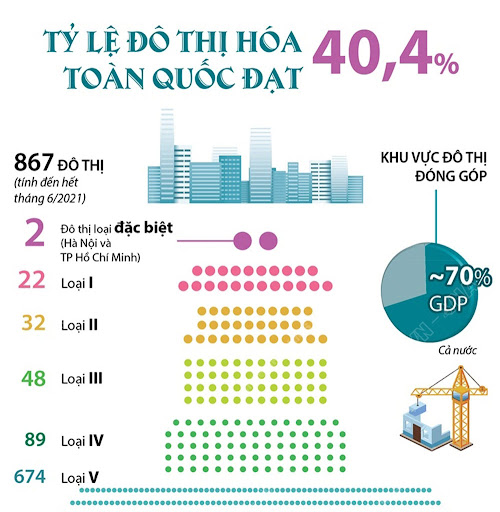 TỶ LỆ ĐÔ THỊ HÓA
TOÀN QUỐC ĐẠT
40,4%
867 ĐÔ THỊ
(tính đến hết
tháng 6/2021)
2 Đô thị loại đặc biệt
(Hà Nội và
TP Hồ Chí Minh)
22 Loại I
32 Loại II
48 Loại III
89 Loại IV
674 Loại V
KHU VỰC ĐÔ THỊ
ĐÓNG GÓP
~70%
GDP
Cả nước